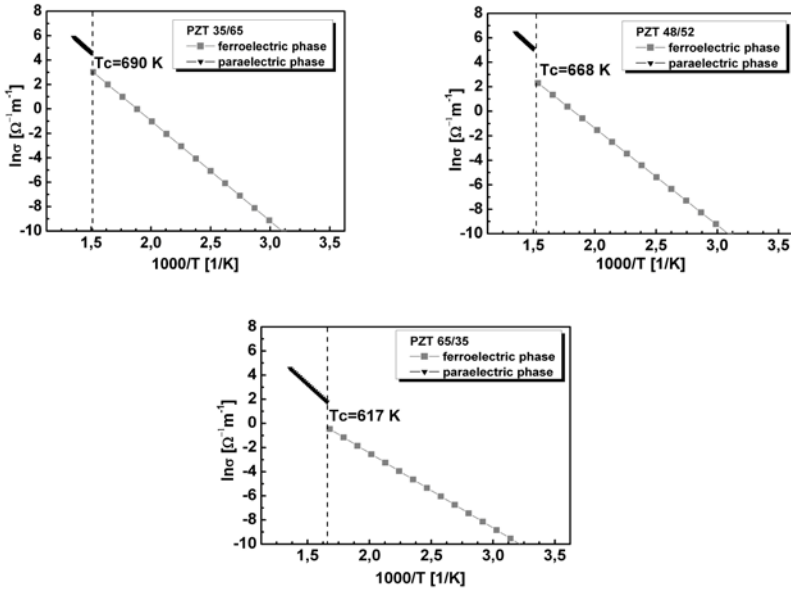 PZT 35/65
ferroelectric phase
paraelectric phase
Tc=690 K
lnσ [Ω⁻¹m⁻¹]
8
6
4
2
0
-2
-4
-6
-8
-10
1,5 2,0 2,5 3,0 3,5
1000/T [1/K]
PZT 48/52
ferroelectric phase
paraelectric phase
Tc=668 K
lnσ [Ω⁻¹m⁻¹]
8
6
4
2
0
-2
-4
-6
-8
-10
1,5 2,0 2,5 3,0 3,5
1000/T [1/K]
PZT 65/35
ferroelectric phase
paraelectric phase
Tc=617 K
lnσ [Ω⁻¹m⁻¹]
8
6
4
2
0
-2
-4
-6
-8
-10
1,5 2,0 2,5 3,0 3,5
1000/T [1/K]